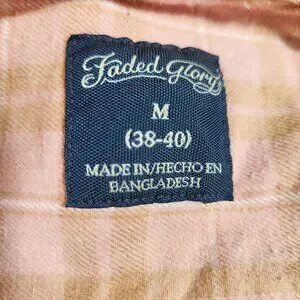 Faded Glory
M
(38-40)
MADE IN/HECHO EN
BANGLADESH